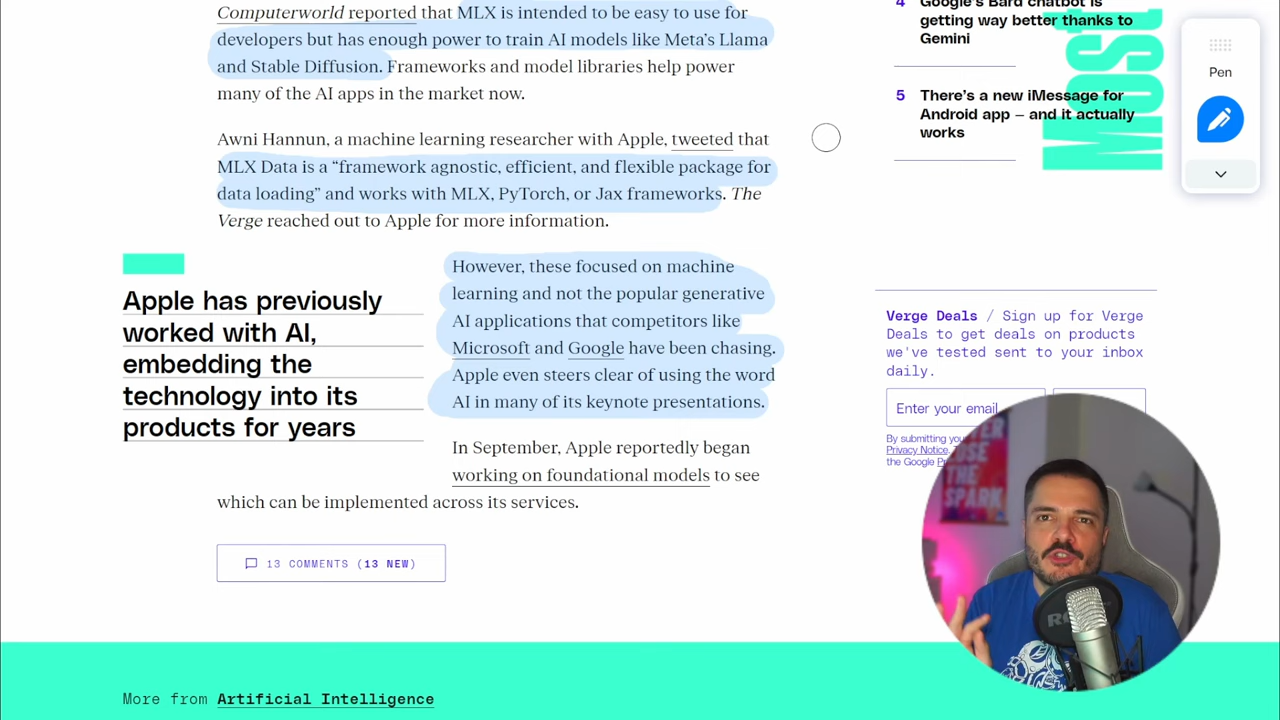 Computerworld reported that MLX is intended to be easy to use for
developers but has enough power to train AI models like Meta's Llama
and Stable Diffusion. Frameworks and model libraries help power
many of the AI apps in the market now.
Awni Hannun, a machine learning researcher with Apple, tweeted that
MLX Data is a “framework agnostic, efficient, and flexible package for
data loading” and works with MLX, PyTorch, or Jax frameworks. The
Verge reached out to Apple for more information.
Apple has previously
worked with AI,
embedding the
technology into its
products for years
However, these focused on machine
learning and not the popular generative
AI applications that competitors like
Microsoft and Google have been chasing.
Apple even steers clear of using the word
AI in many of its keynote presentations.
In September, Apple reportedly began
working on foundational models to see
which can be implemented across its services.
13 COMMENTS (13 NEW)
More from Artificial Intelligence
4 Google's Bard chatbot is
getting way better thanks to
Gemini
5 There's a new iMessage for
Android app — and it actually
works
Most
Pen
Verge Deals / Sign up for Verge
Deals to get deals on products
we've tested sent to your inbox
daily.
Enter your email
By submitting
Privacy Notice.
the Google
USE
THE
SPARK